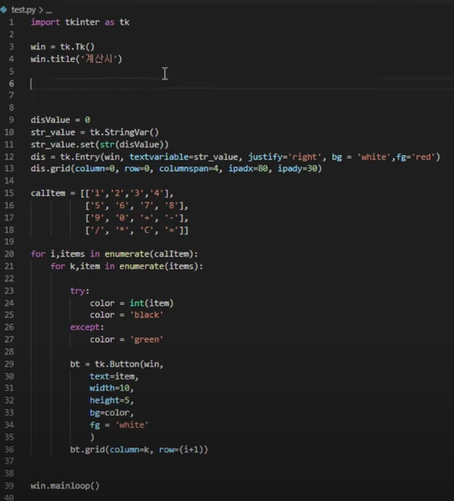 test.py > ...
1 import tkinter as tk
2
3 win = tk.Tk()
4 win.title('계산시')
5
6
7
8
9 disValue = 0
10 str_value = tk.StringVar()
11 str_value.set(str(disValue))
12 dis = tk.Entry(win, textvariable=str_value, justify='right', bg = 'white',fg='red')
13 dis.grid(column=0, row=0, columnspan=4, ipadx=80, ipady=30)
14
15 calItem = [['1','2','3','4'],
16 ['5', '6', '7', '8'],
17 ['9', '0', '+', '-'],
18 ['/', '*', 'C', '=']]
19
20 for i,items in enumerate(calItem):
21 for k,item in enumerate(items):
22
23 try:
24 color = int(item)
25 color = 'black'
26 except:
27 color = 'green'
28
29 bt = tk.Button(win,
30 text=item,
31 width=10,
32 height=5,
33 bg=color,
34 fg = 'white'
35 )
36 bt.grid(column=k, row=(i+1))
37
38
39 win.mainloop()
40